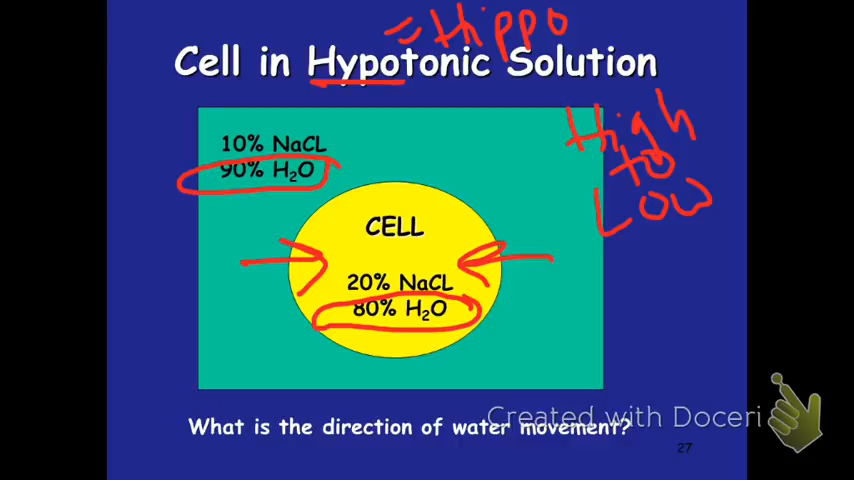 = Hippo
Cell in Hypotonic Solution
10% NaCL
90% H₂O
High
to
Low
CELL
20% NaCL
80% H₂O
What is the direction of water movement?
Created with Doceri
27